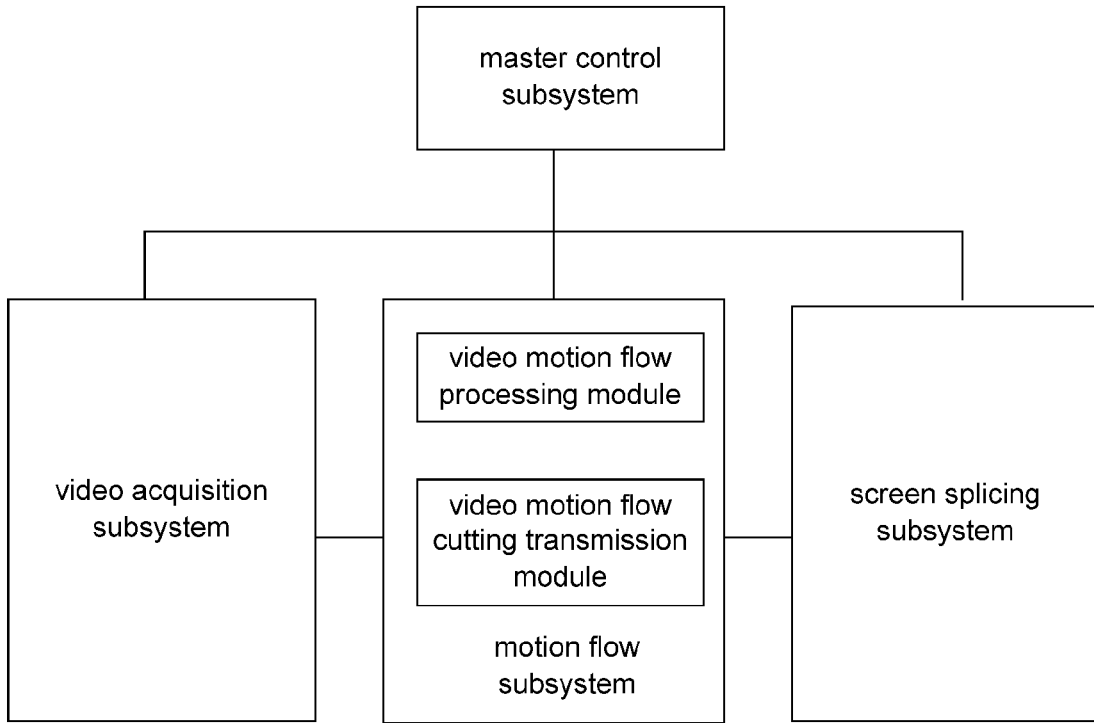 master control
subsystem
video acquisition
subsystem
video motion flow
processing module
video motion flow
cutting transmission
module
motion flow
subsystem
screen splicing
subsystem